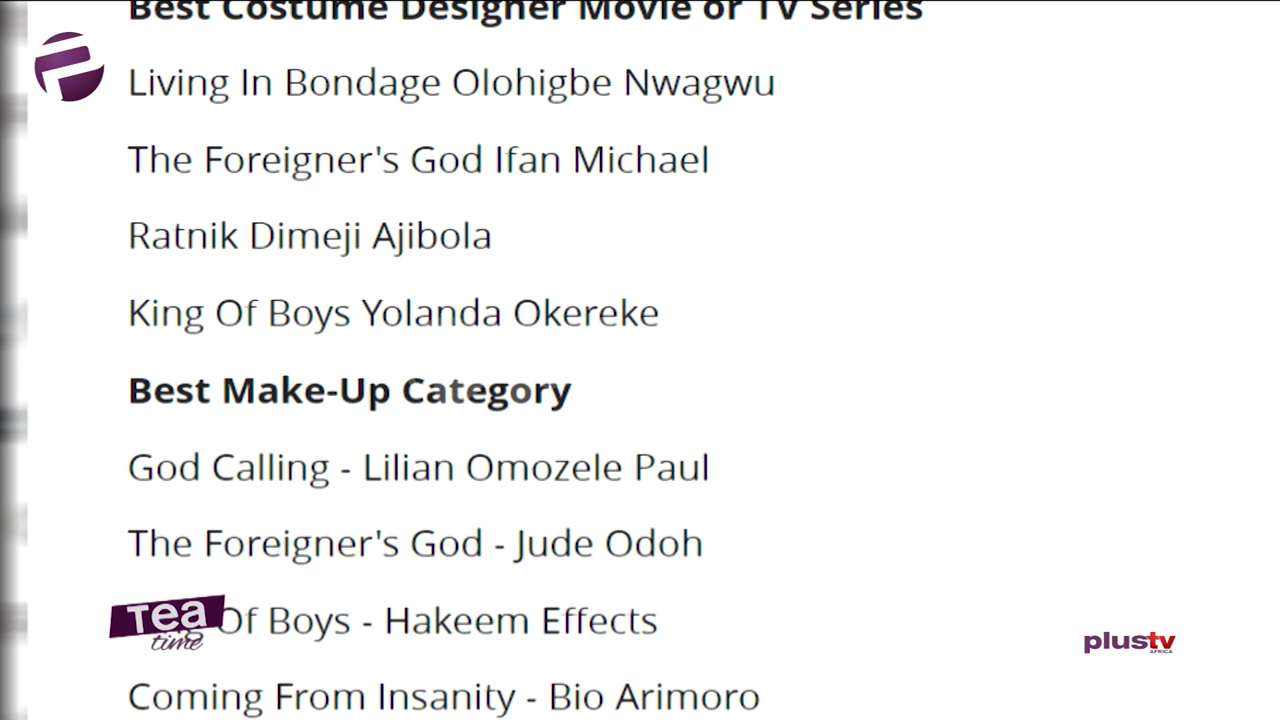 Best Costume Designer Movie or TV Series
Living In Bondage Olohigbe Nwagwu
The Foreigner's God Ifan Michael
Ratnik Dimeji Ajibola
King Of Boys Yolanda Okereke
Best Make-Up Category
God Calling - Lilian Omozele Paul
The Foreigner's God - Jude Odoh
Of Boys - Hakeem Effects
Tea
time
plustv
AFRICA
Coming From Insanity - Bio Arimoro